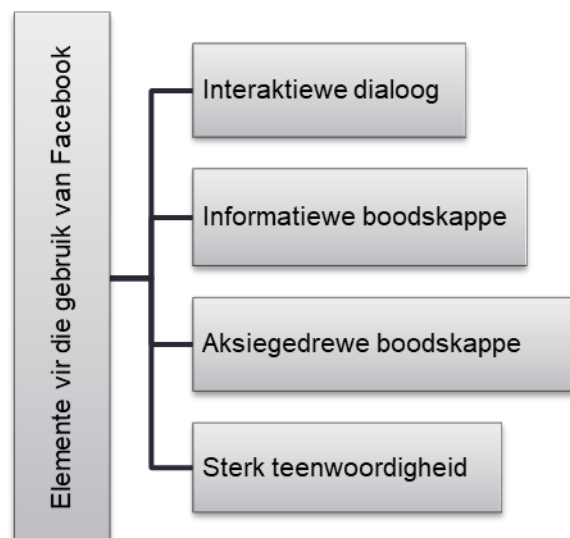 Elemente vir die gebruik van Facebook
Interaktiewe dialoog
Informatiewe boodskappe
Aksiegedrewe boodskappe
Sterk teenwoordigheid